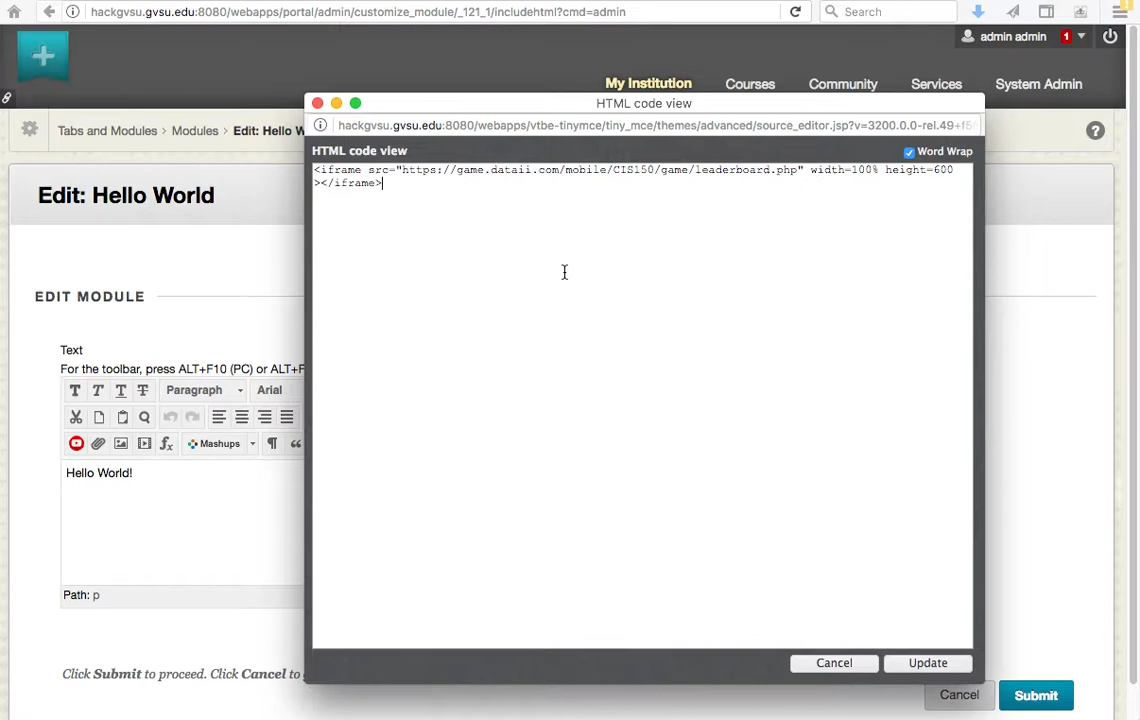 hackgvsu.gvsu.edu:8080/webapps/portal/admin/customize_module/_121_1/includehtml?cmd=admin
Search
admin admin 1
My Institution Courses Community Services System Admin
HTML code view
Tabs and Modules Modules Edit: Hello W
?
hackgvsu.gvsu.edu:8080/webapps/vtbe-tinymce/tiny_mce/themes/advanced/source_editor.jsp?v=3200.0.0-rel.49+f5
HTML code view
Word Wrap
<iframe src="https://game.dataii.com/mobile/CIS150/game/leaderboard.php" width=100% height=600
></iframe>
Edit: Hello World
EDIT MODULE
Text
For the toolbar, press ALT+F10 (PC) or ALT+F
T T T T Paragraph Arial
Mashups
Hello World!
Path: p
Cancel Update
Click Submit to proceed. Click Cancel to
Cancel Submit